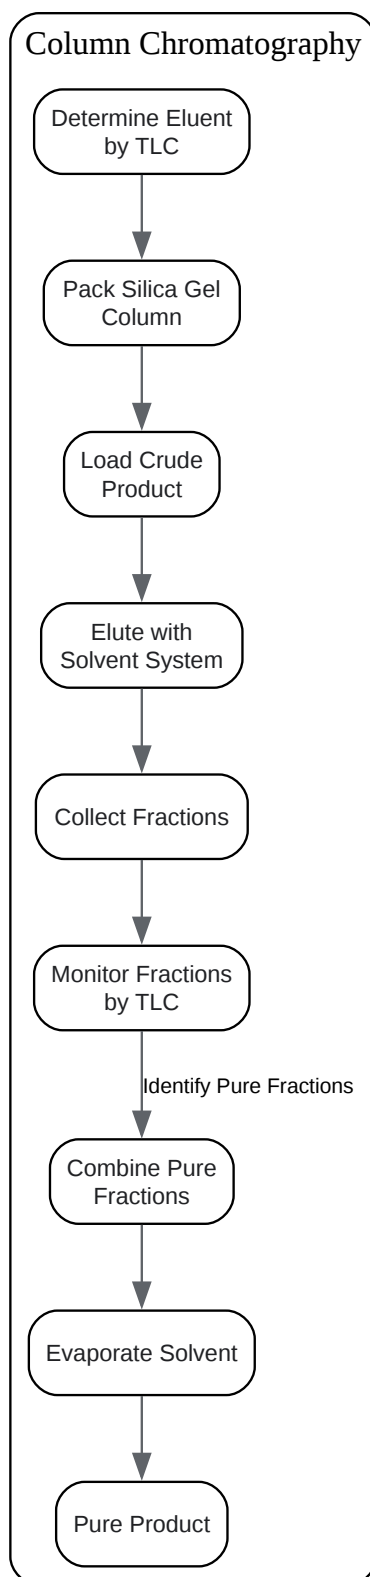 Column Chromatography
Determine Eluent
by TLC
Pack Silica Gel
Column
Load Crude
Product
Elute with
Solvent System
Collect Fractions
Monitor Fractions
by TLC
Identify Pure Fractions
Combine Pure
Fractions
Evaporate Solvent
Pure Product